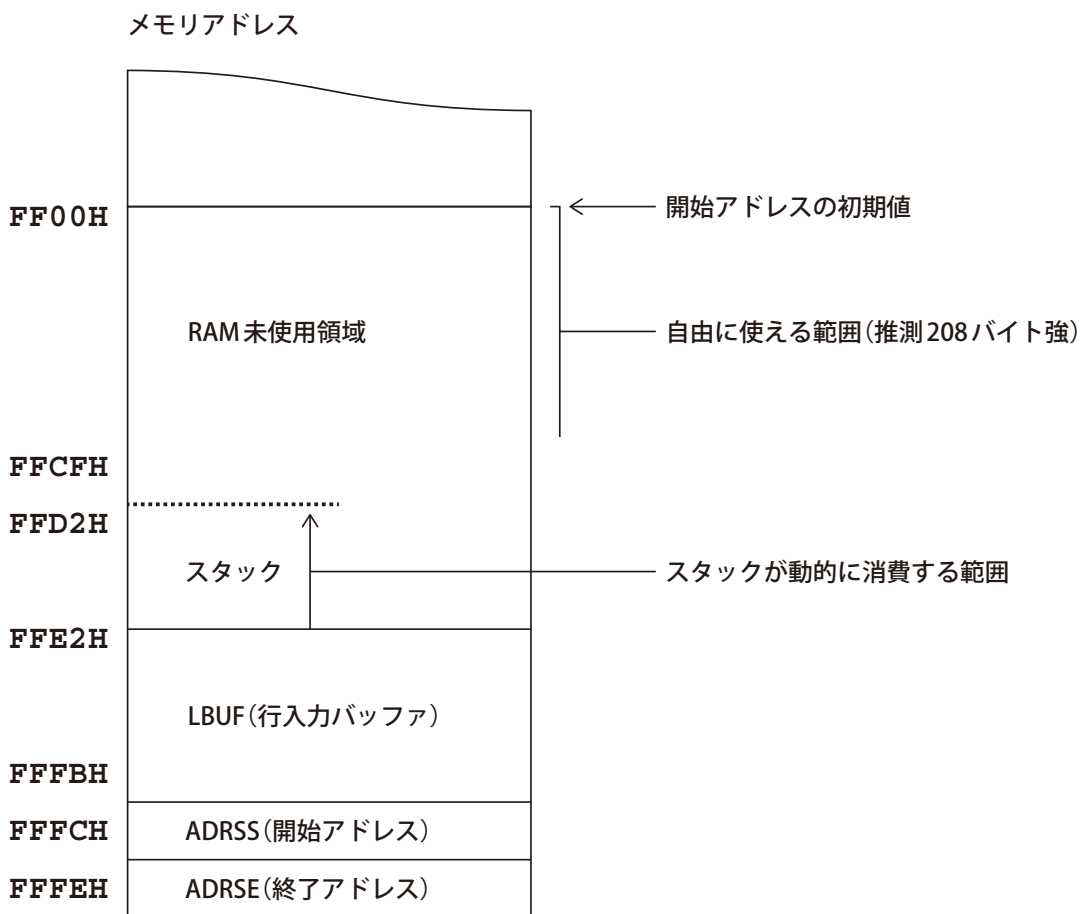 メモリアドレス
FF00H
開始アドレスの初期値
RAM未使用領域
自由に使える範囲(推測208バイト強)
FFCFH
FFD2H
スタック
スタックが動的に消費する範囲
FFE2H
LBUF(行入力バッファ)
FFFBH
FFFCH
ADRSS(開始アドレス)
FFFEH
ADRSE(終了アドレス)